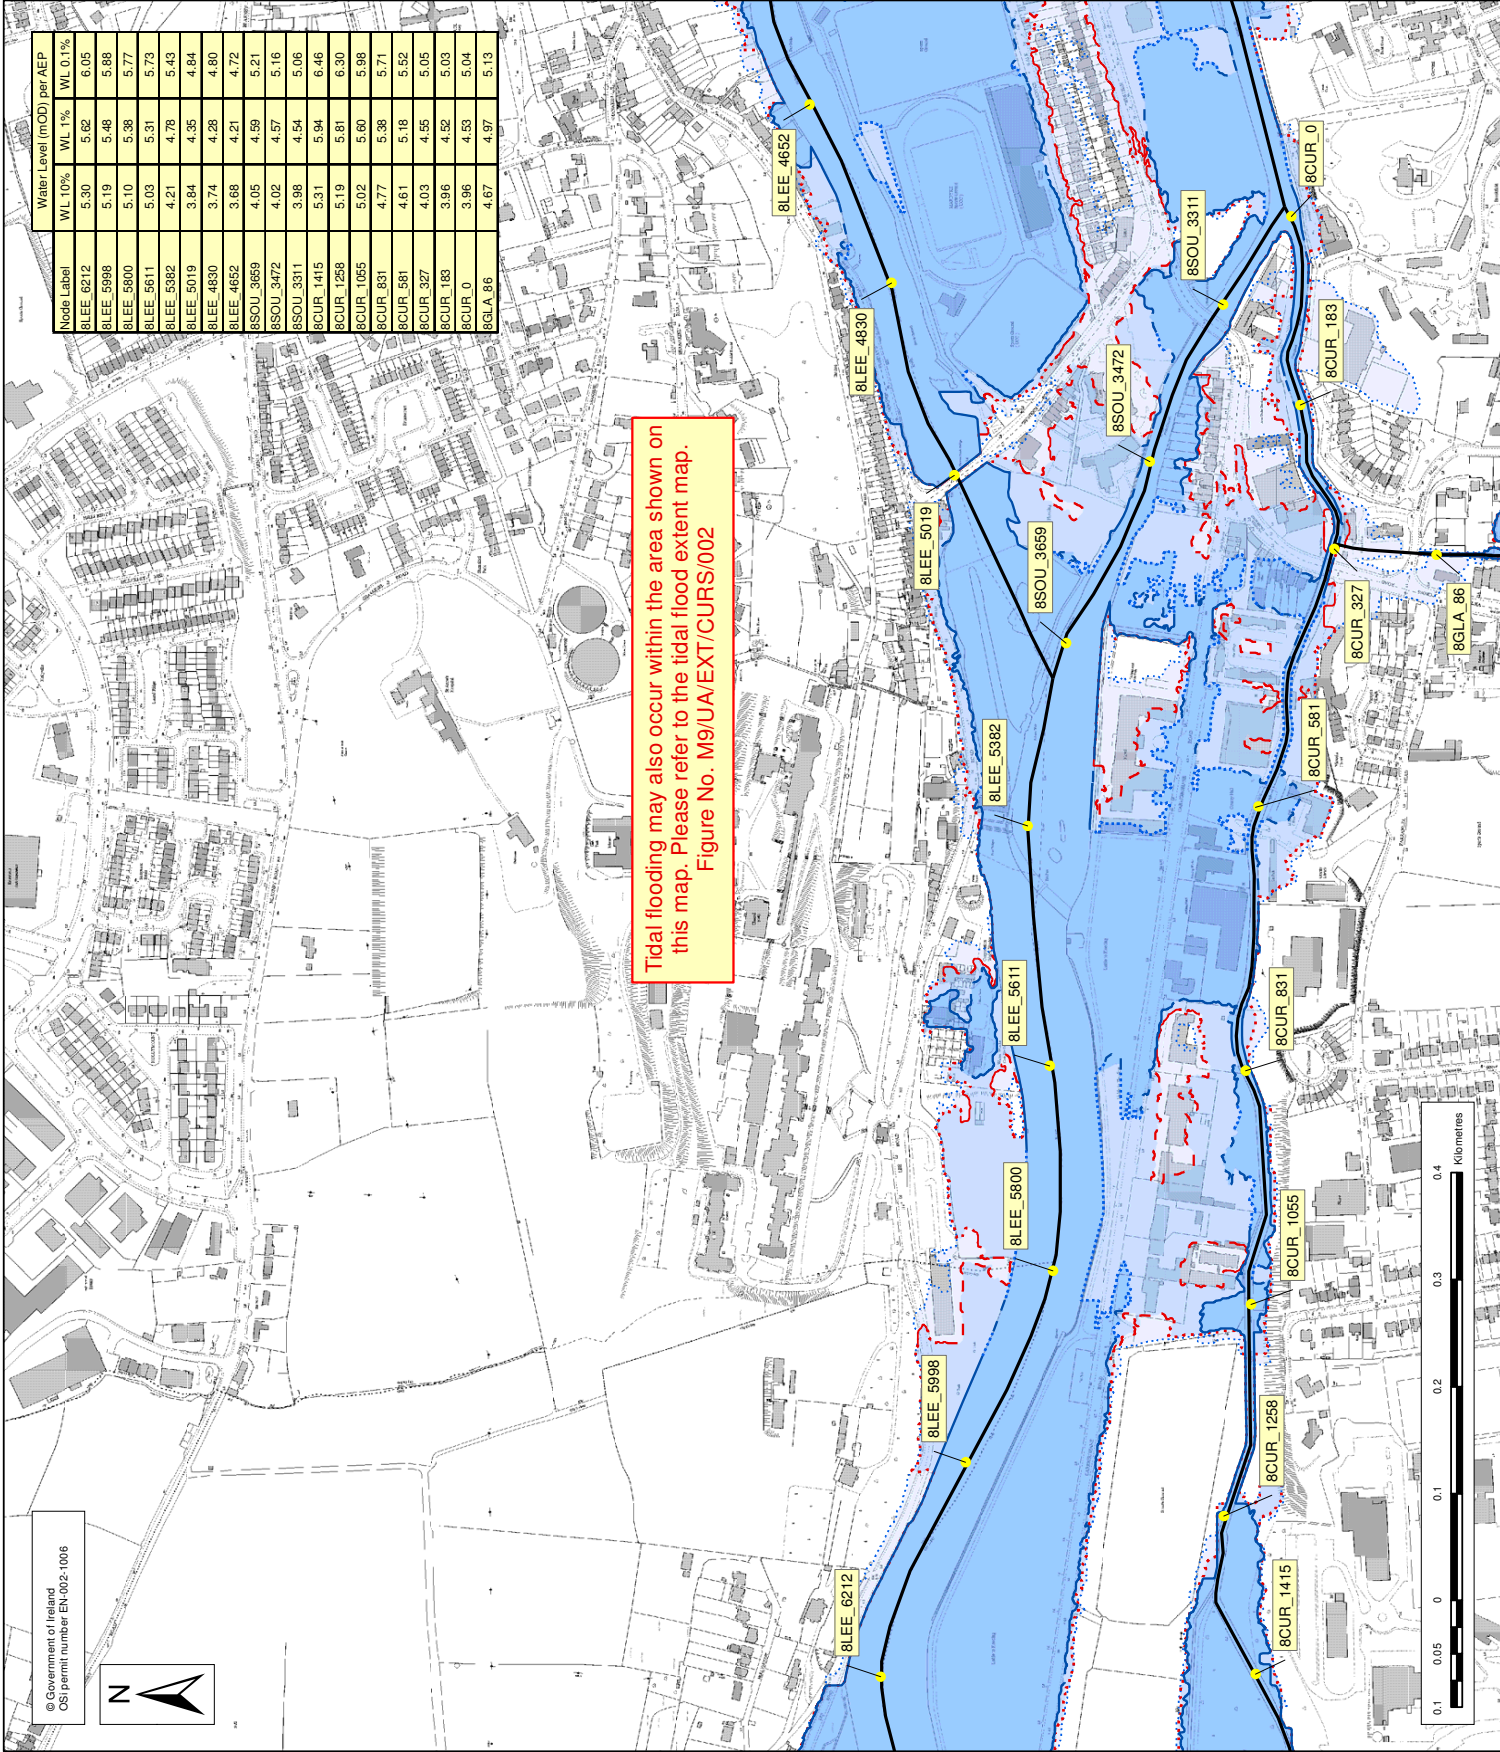 © Government of Ireland
OSi permit number EN-002-1006
N
Water Level (mOD) per AEP
Node Label WL 10% WL 1% WL 0.1%
8LEE_6212 5.30 5.62 6.05
8LEE_5998 5.19 5.48 5.88
8LEE_5800 5.10 5.38 5.77
8LEE_5611 5.03 5.31 5.73
8LEE_5382 4.21 4.78 5.43
8LEE_5019 3.84 4.35 4.84
8LEE_4830 3.74 4.28 4.80
8LEE_4652 3.68 4.21 4.72
8SOU_3659 4.05 4.59 5.21
8SOU_3472 4.02 4.57 5.16
8SOU_3311 3.98 4.54 5.06
8CUR_1415 5.31 5.94 6.46
8CUR_1258 5.19 5.81 6.30
8CUR_1055 5.02 5.60 5.98
8CUR_831 4.77 5.38 5.71
8CUR_581 4.61 5.18 5.52
8CUR_327 4.03 4.55 5.05
8CUR_183 3.96 4.52 5.03
8CUR_0 3.96 4.53 5.04
8GLA_86 4.67 4.97 5.13
Tidal flooding may also occur within the area shown on
this map. Please refer to the tidal flood extent map.
Figure No. M9/UA/EXT/CURS/002
8LEE_6212
8LEE_5998
8LEE_5800
8LEE_5611
8LEE_5382
8LEE_5019
8LEE_4830
8LEE_4652
8SOU_3659
8SOU_3472
8SOU_3311
8CUR_1415
8CUR_1258
8CUR_1055
8CUR_831
8CUR_581
8CUR_327
8GLA_86
8CUR_183
8CUR_0
0.1 0.05 0 0.1 0.2 0.3 0.4
Kilometres